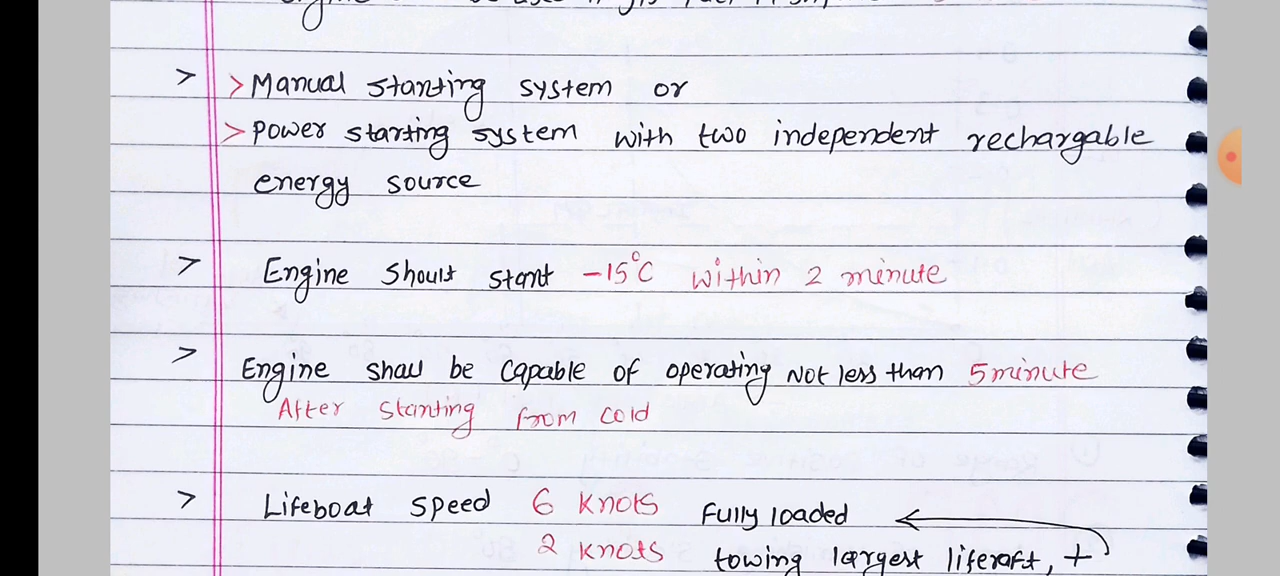 > > Manual starting system or
> power starting system with two independent rechargable
energy source
> Engine Shoult start -15°C within 2 minute
> Engine shall be capable of operating Not less than 5 minute
After starting from cold
> Lifeboat speed 6 knots Fully loaded
2 knots towing largest liferaft, +